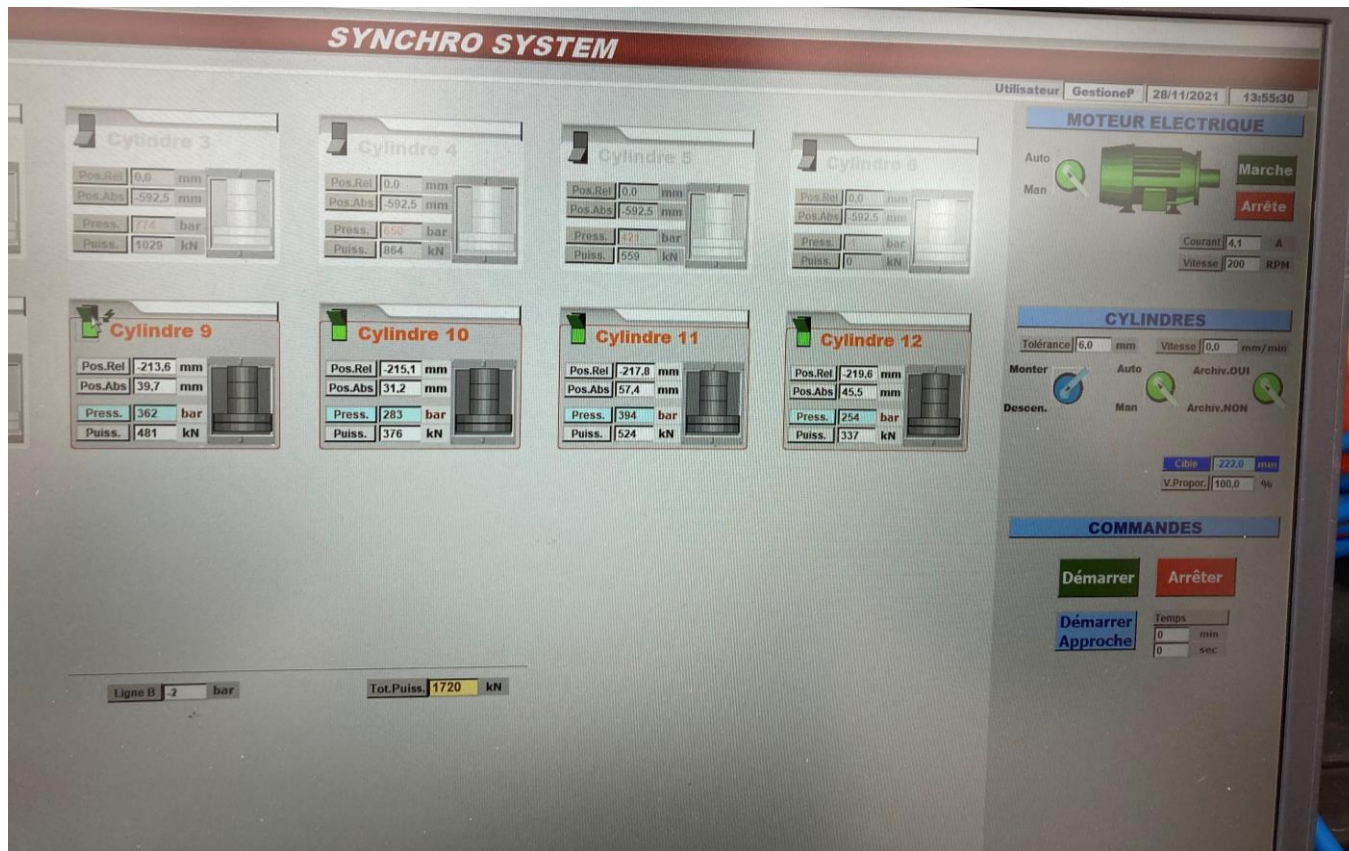 SYNCHRO SYSTEM
Utilisateur GestioneP 28/11/2021 13:55:30
Cylindre 3
Pos.Rel 0,0 mm
Pos.Abs -592,5 mm
Press. 774 bar
Puiss. 1029 kN
Cylindre 4
Pos.Rel 0,0 mm
Pos.Abs -592,5 mm
Press. 650 bar
Puiss. 864 kN
Cylindre 5
Pos.Rel 0,0 mm
Pos.Abs -592,5 mm
Press. 421 bar
Puiss. 559 kN
Cylindre 6
Pos.Rel 0,0 mm
Pos.Abs -592,5 mm
Press. -1 bar
Puiss. 0 kN
Cylindre 9
Pos.Rel -213,6 mm
Pos.Abs 39,7 mm
Press. 362 bar
Puiss. 481 kN
Cylindre 10
Pos.Rel -215,1 mm
Pos.Abs 31,2 mm
Press. 283 bar
Puiss. 376 kN
Cylindre 11
Pos.Rel -217,8 mm
Pos.Abs 57,4 mm
Press. 394 bar
Puiss. 524 kN
Cylindre 12
Pos.Rel -219,6 mm
Pos.Abs 45,5 mm
Press. 254 bar
Puiss. 337 kN
Ligne B -2 bar
Tot.Puiss. 1720 kN
MOTEUR ELECTRIQUE
Auto
Man
Marche
Arrête
Courant 4,1 A
Vitesse 200 RPM
CYLINDRES
Tolérance 6,0 mm Vitesse 0,0 mm/min
Monter Auto Archiv.OUI
Descen. Man Archiv.NON
Cible -222,0 mm
V.Propor. 100,0 %
COMMANDES
Démarrer Arrêter
Démarrer
Approche
Temps
0 min
0 sec